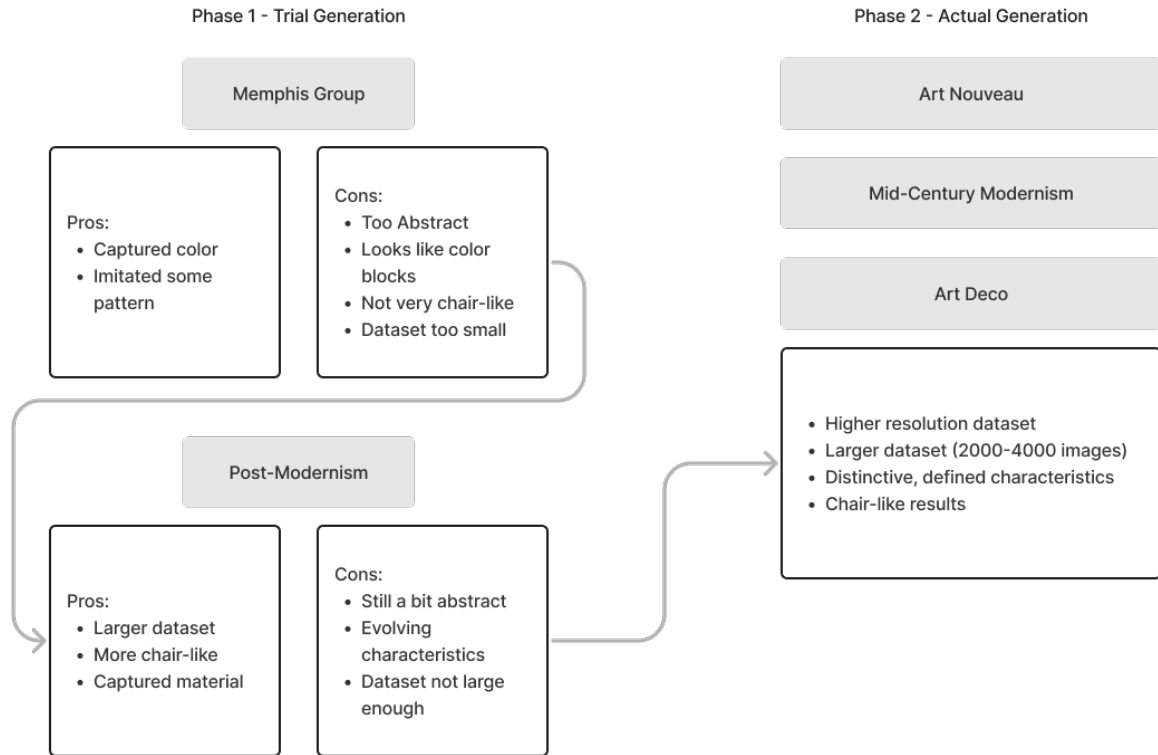 Phase 1 - Trial Generation
Memphis Group
Pros:
• Captured color
• Imitated some
pattern
Cons:
• Too Abstract
• Looks like color
blocks
• Not very chair-like
• Dataset too small
Post-Modernism
Pros:
• Larger dataset
• More chair-like
• Captured material
Cons:
• Still a bit abstract
• Evolving
characteristics
• Dataset not large
enough
Phase 2 - Actual Generation
Art Nouveau
Mid-Century Modernism
Art Deco
• Higher resolution dataset
• Larger dataset (2000-4000 images)
• Distinctive, defined characteristics
• Chair-like results